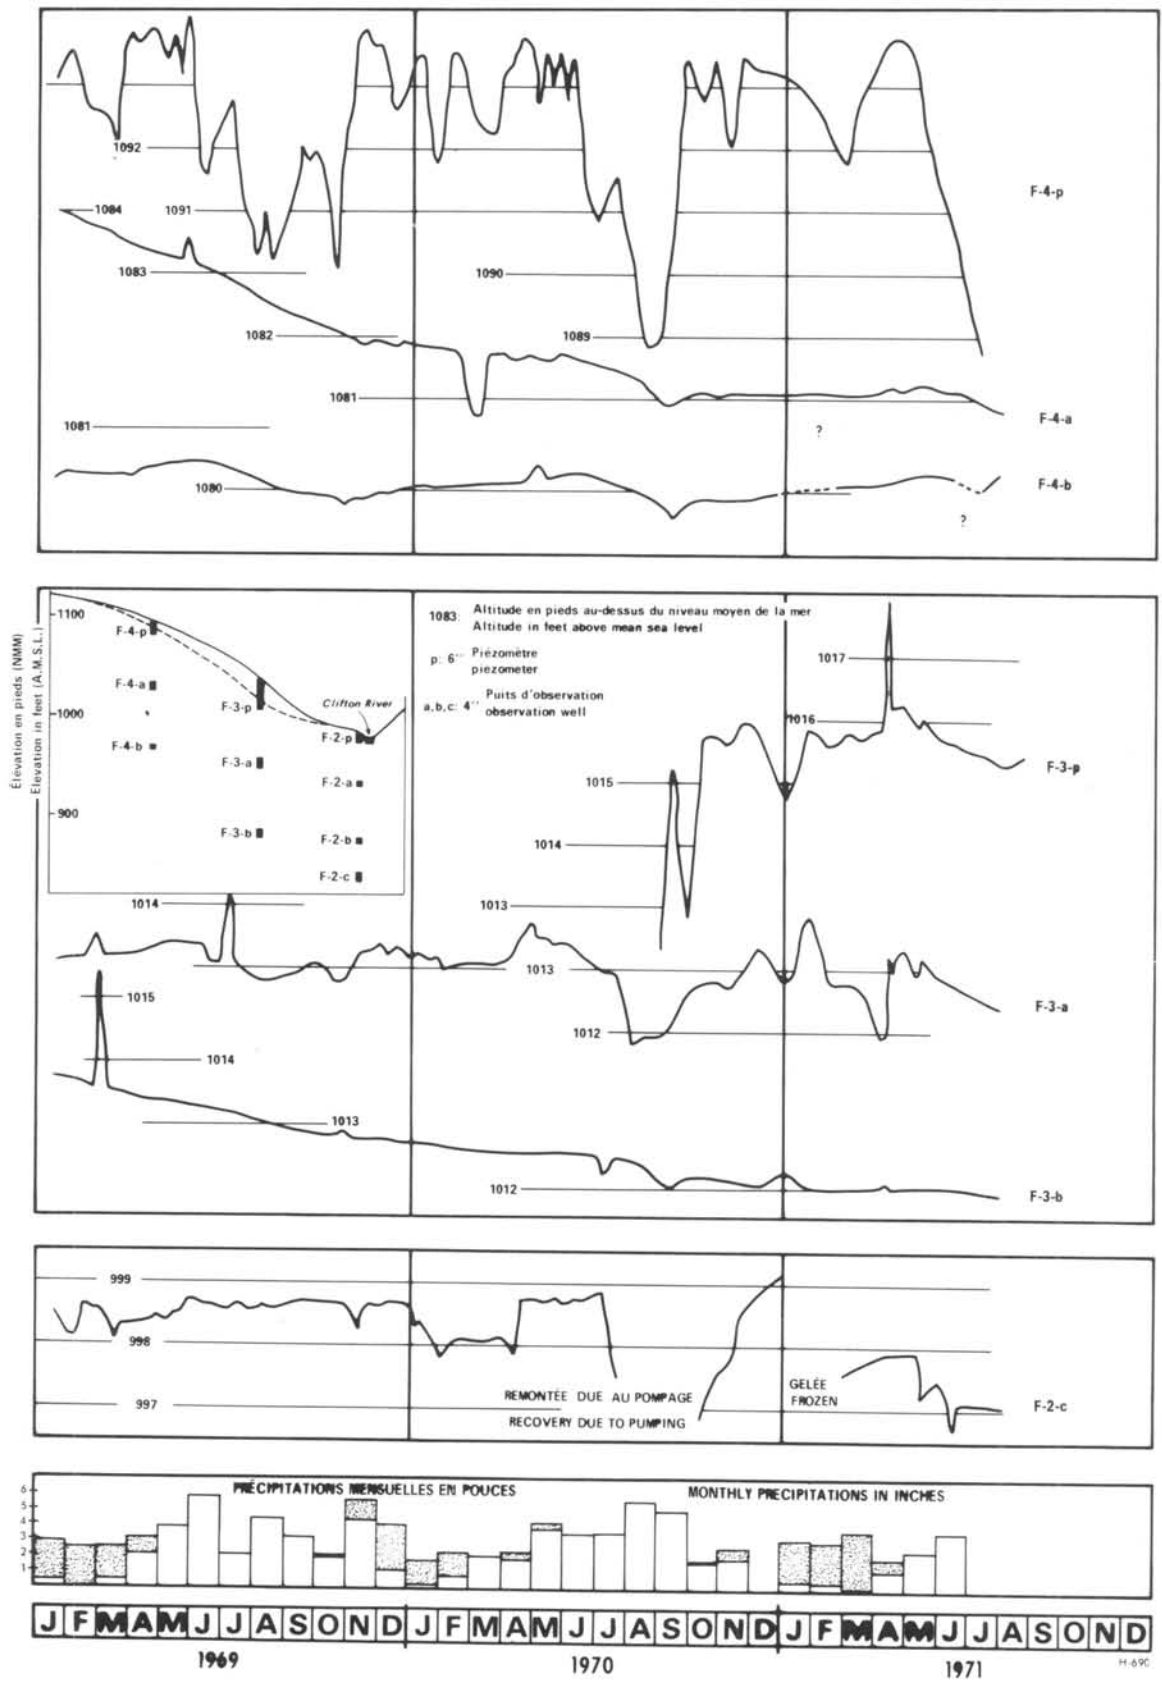 1092
F-4-p
1084
1091
1083
1090
1082
1089
1081
F-4-a
1081
?
1080
F-4-b
?
Élévation en pieds (NMM)
Elevation in feet (A.M.S.L.)
1100
1000
900
F-4-p
F-4-a
F-4-b
F-3-p
F-3-a
F-3-b
Clifton River
F-2-p
F-2-a
F-2-b
F-2-c
1083: Altitude en pieds au-dessus du niveau moyen de la mer
Altitude in feet above mean sea level
p: 6'' Piézomètre
piezometer
a,b,c: 4'' Puits d'observation
observation well
1017
1016
F-3-p
1015
1014
1013
1014
1013
1015
1012
F-3-a
1014
1013
1012
F-3-b
999
998
997
REMONTÉE DUE AU POMPAGE
RECOVERY DUE TO PUMPING
GELÉE
FROZEN
F-2-c
PRÉCIPITATIONS MENSUELLES EN POUCES
MONTHLY PRECIPITATIONS IN INCHES
6
5
4
3
2
1
J F M A M J J A S O N D J F M A M J J A S O N D J F M A M J J A S O N D
1969 1970 1971
H-69C